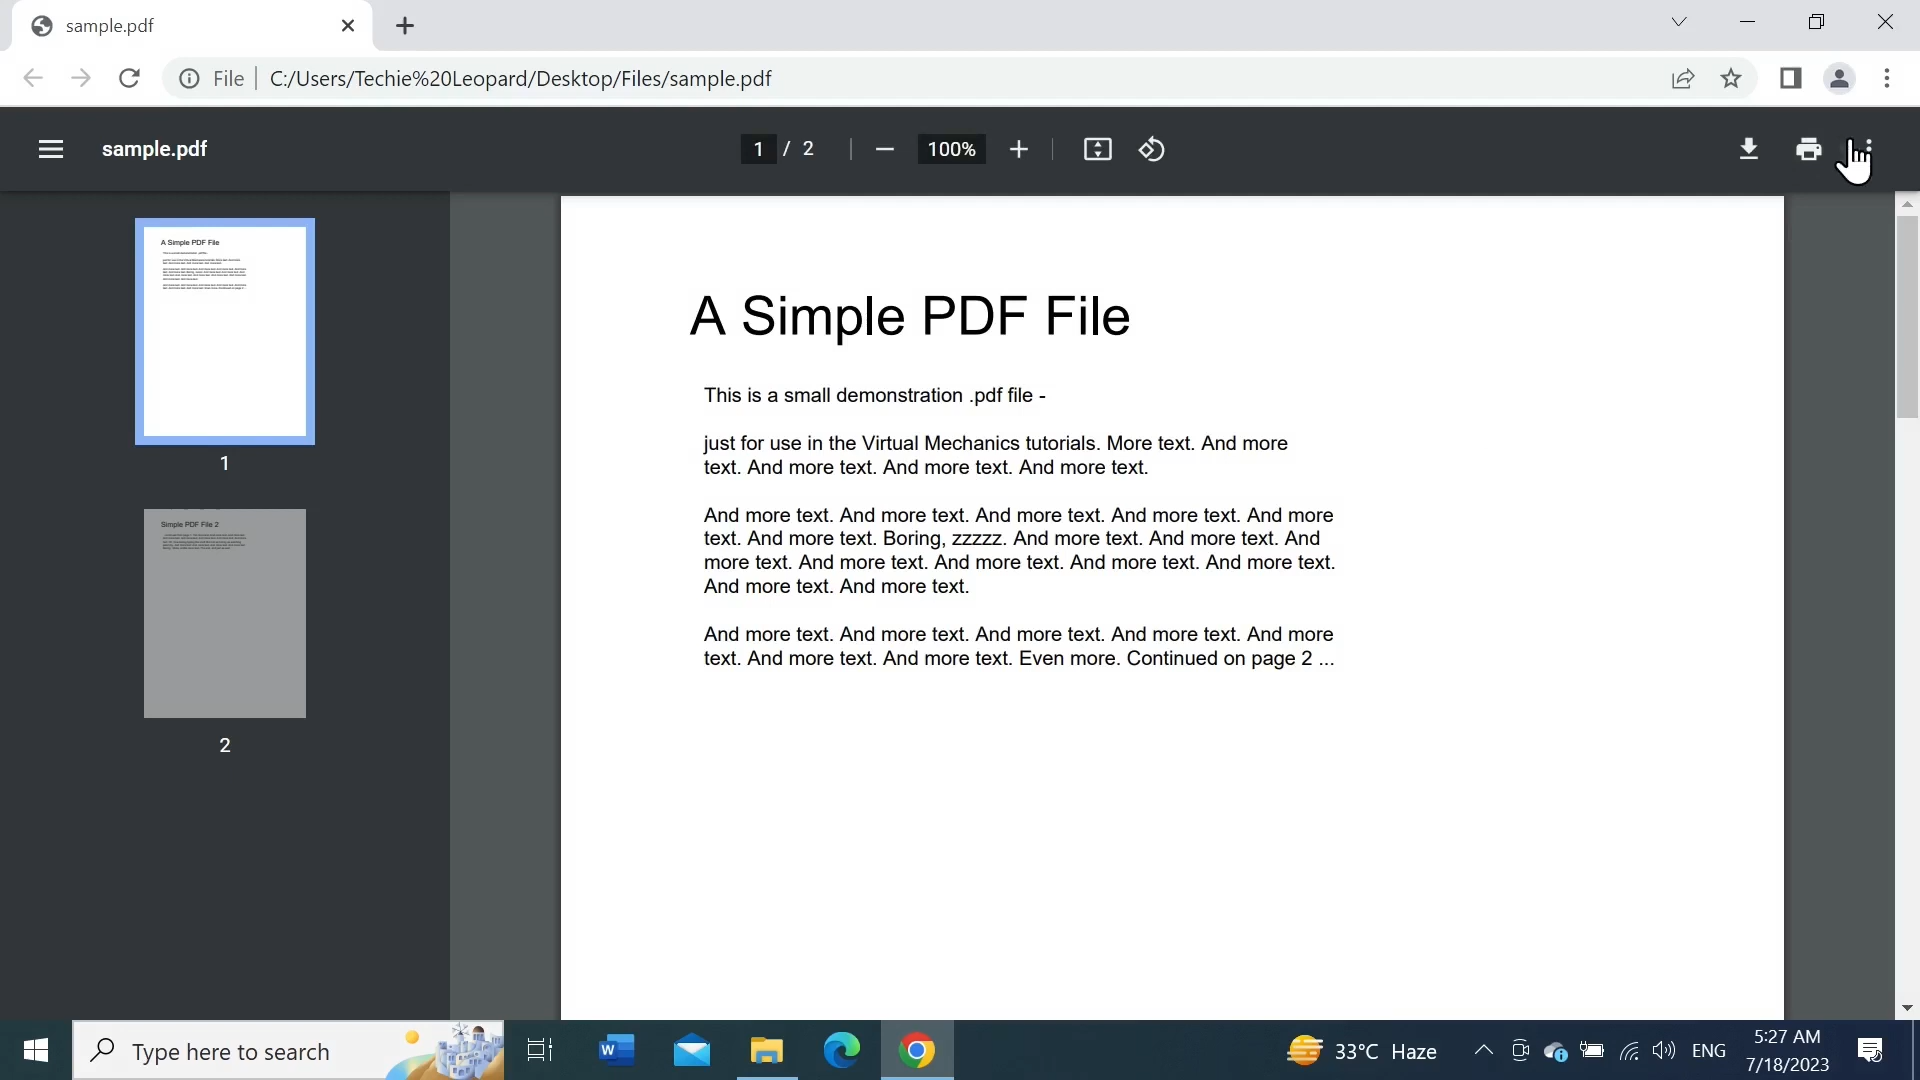 sample.pdf
File
C:/Users/Techie%20Leopard/Desktop/Files/sample.pdf
sample.pdf
1 / 2
100%
A Simple PDF File
1
Simple PDF File 2
2
A Simple PDF File
This is a small demonstration .pdf file -
just for use in the Virtual Mechanics tutorials. More text. And more
text. And more text. And more text. And more text.
And more text. And more text. And more text. And more text. And more
text. And more text. Boring, zzzzz. And more text. And more text. And
more text. And more text. And more text. And more text. And more text.
And more text. And more text.
And more text. And more text. And more text. And more text. And more
text. And more text. And more text. Even more. Continued on page 2 ...
Type here to search
W
33°C Haze
ENG
5:27 AM
7/18/2023